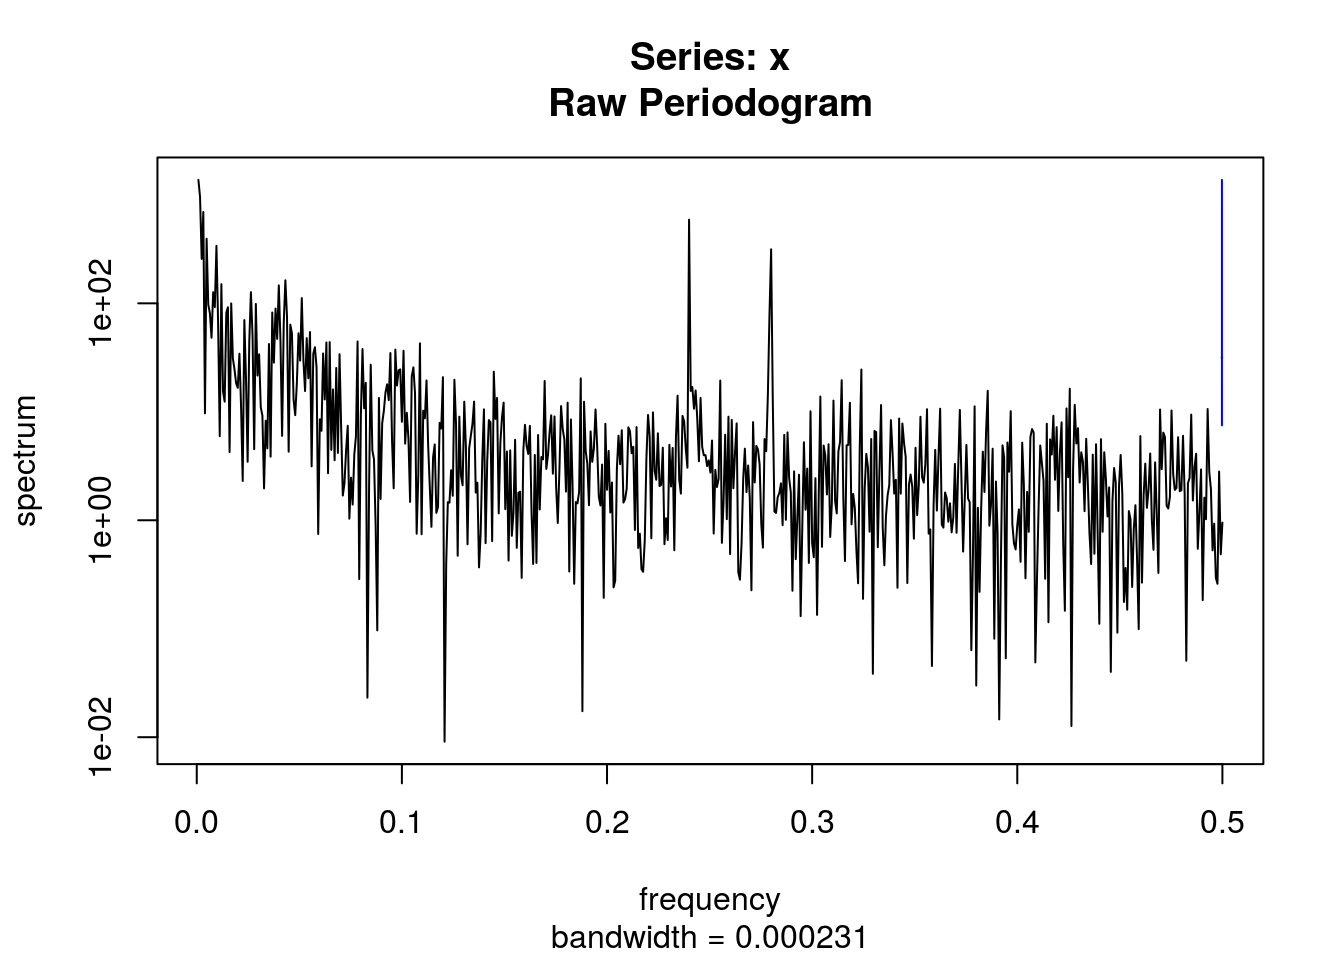 Series: x
Raw Periodogram
spectrum
1e+02
1e+00
1e-02
0.0 0.1 0.2 0.3 0.4 0.5
frequency
bandwidth = 0.000231